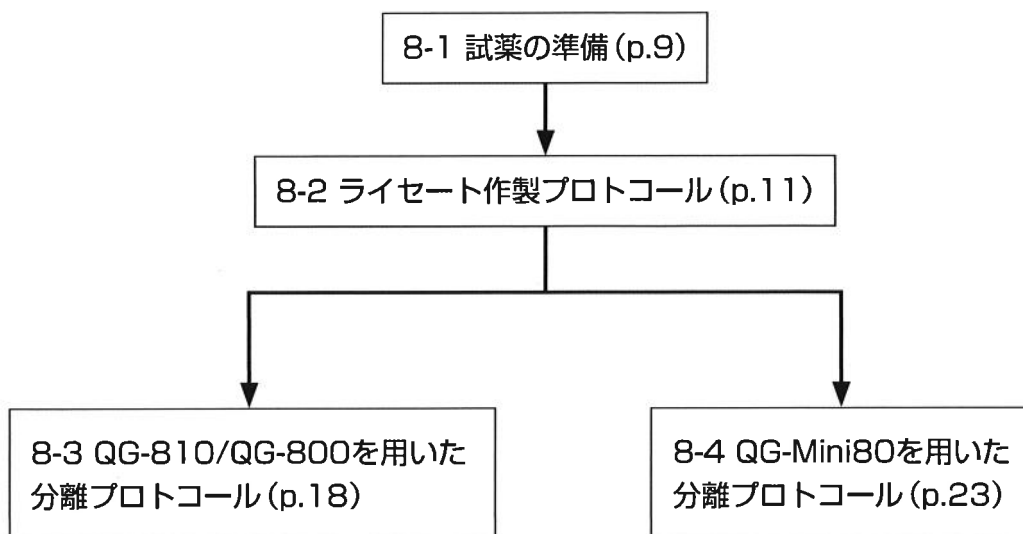 8-1 試薬の準備(p.9)
8-2 ライセート作製プロトコール(p.11)
8-3 QG-810/QG-800を用いた
分離プロトコール(p.18)
8-4 QG-Mini80を用いた
分離プロトコール(p.23)